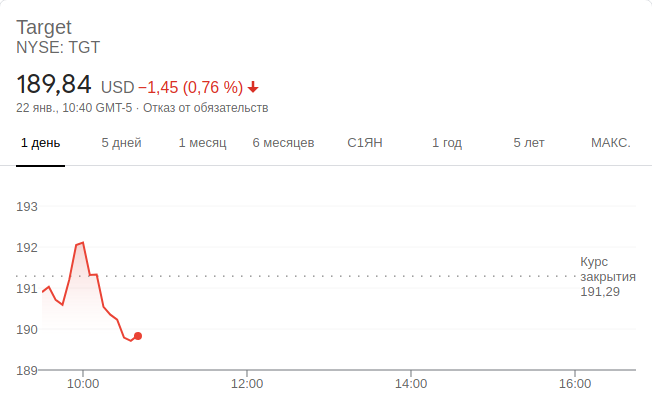 Target
NYSE: TGT
189,84 USD −1,45 (0,76 %)
22 янв., 10:40 GMT-5 · Отказ от обязательств
1 день 5 дней 1 месяц 6 месяцев С1ЯН 1 год 5 лет МАКС.
193
192
Курс
закрытия
191,29
191
190
189
10:00 12:00 14:00 16:00